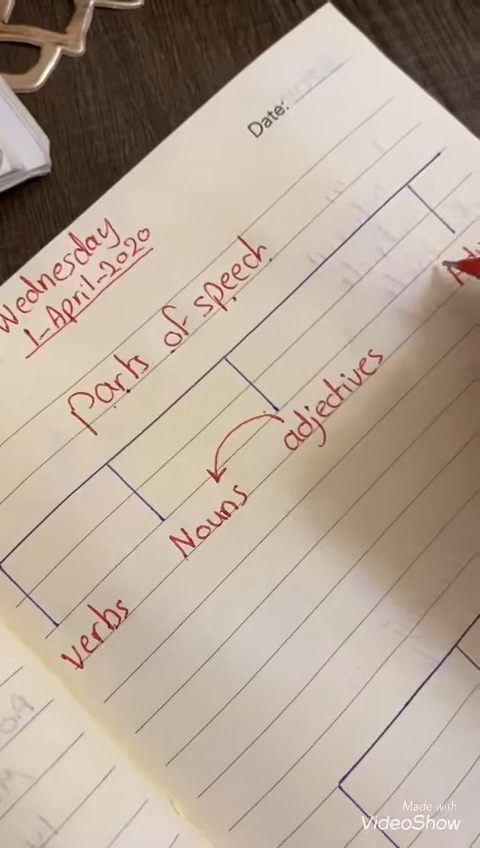 Date:
Wednesday
1-April-2020
parts of speech
verbs
Nouns
adjectives
Made with
VideoShow